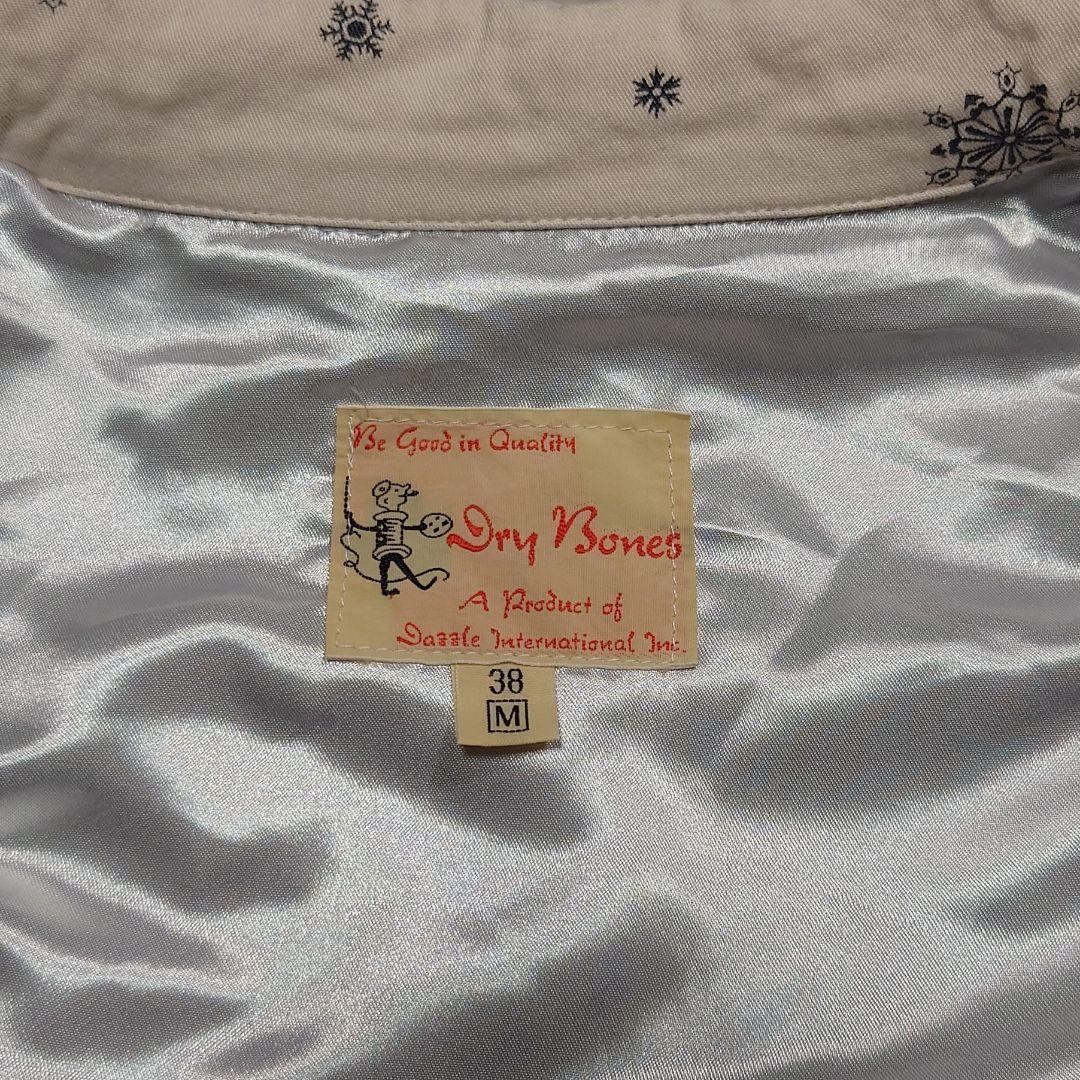 Be Good in Quality
Dry Bones
A Product of
Dazzle International Inc.
38
M